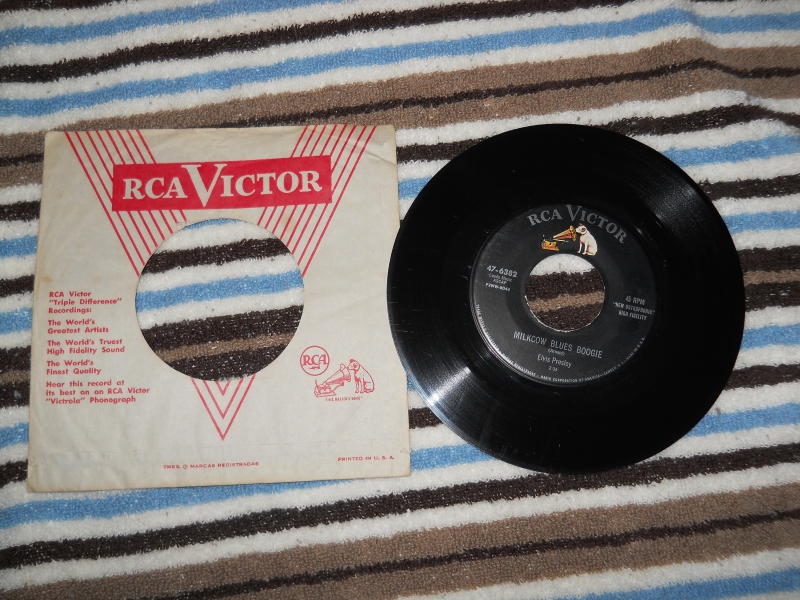 RCA VICTOR
RCA Victor
"Triple Difference"
Recordings:
The World's
Greatest Artists
The World's Truest
High Fidelity Sound
The World's
Finest Quality
Hear this record at
its best on an RCA Victor
"Victrola" Phonograph
RCA
"HIS MASTER'S VOICE"
TMKS. ® MARCAS REGISTRADAS
PRINTED IN U. S. A.
RCA VICTOR
47-6382
ASCAP
45 RPM
"NEW ORTHOPHONIC"
HIGH FIDELITY
MILKCOW BLUES BOOGIE
Elvis Presley